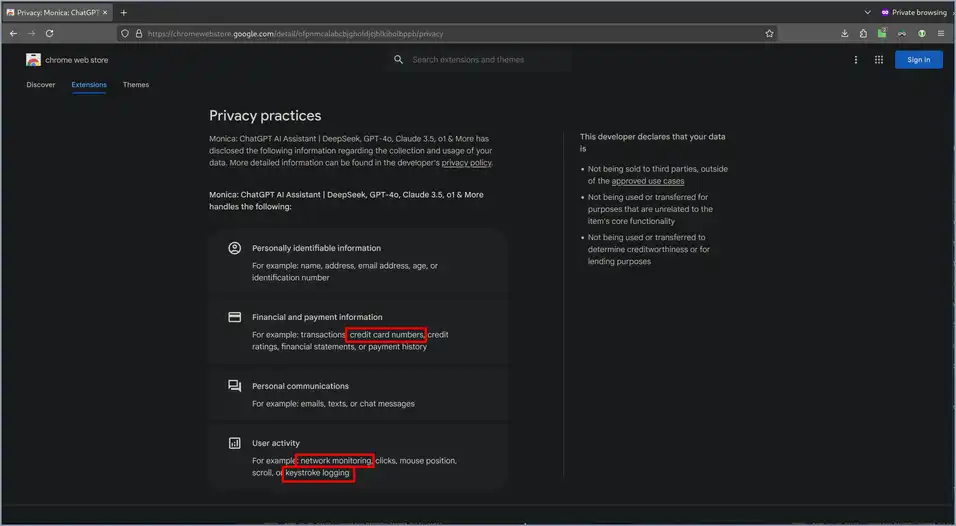 Privacy: Monica: ChatGPT
Private browsing
https://chromewebstore.google.com/detail/ofpnmcalabcbjgholdjcjblkibolbppb/privacy
chrome web store
Search extensions and themes
Sign in
Discover
Extensions
Themes
Privacy practices
Monica: ChatGPT AI Assistant | DeepSeek, GPT-4o, Claude 3.5, o1 & More has
disclosed the following information regarding the collection and usage of your
data. More detailed information can be found in the developer's privacy policy.
Monica: ChatGPT AI Assistant | DeepSeek, GPT-4o, Claude 3.5, o1 & More
handles the following:
Personally identifiable information
For example: name, address, email address, age, or
identification number
Financial and payment information
For example: transactions, credit card numbers, credit
ratings, financial statements, or payment history
Personal communications
For example: emails, texts, or chat messages
User activity
For example: network monitoring, clicks, mouse position,
scroll, or keystroke logging
This developer declares that your data
is
Not being sold to third parties, outside
of the approved use cases
Not being used or transferred for
purposes that are unrelated to the
item's core functionality
Not being used or transferred to
determine creditworthiness or for
lending purposes